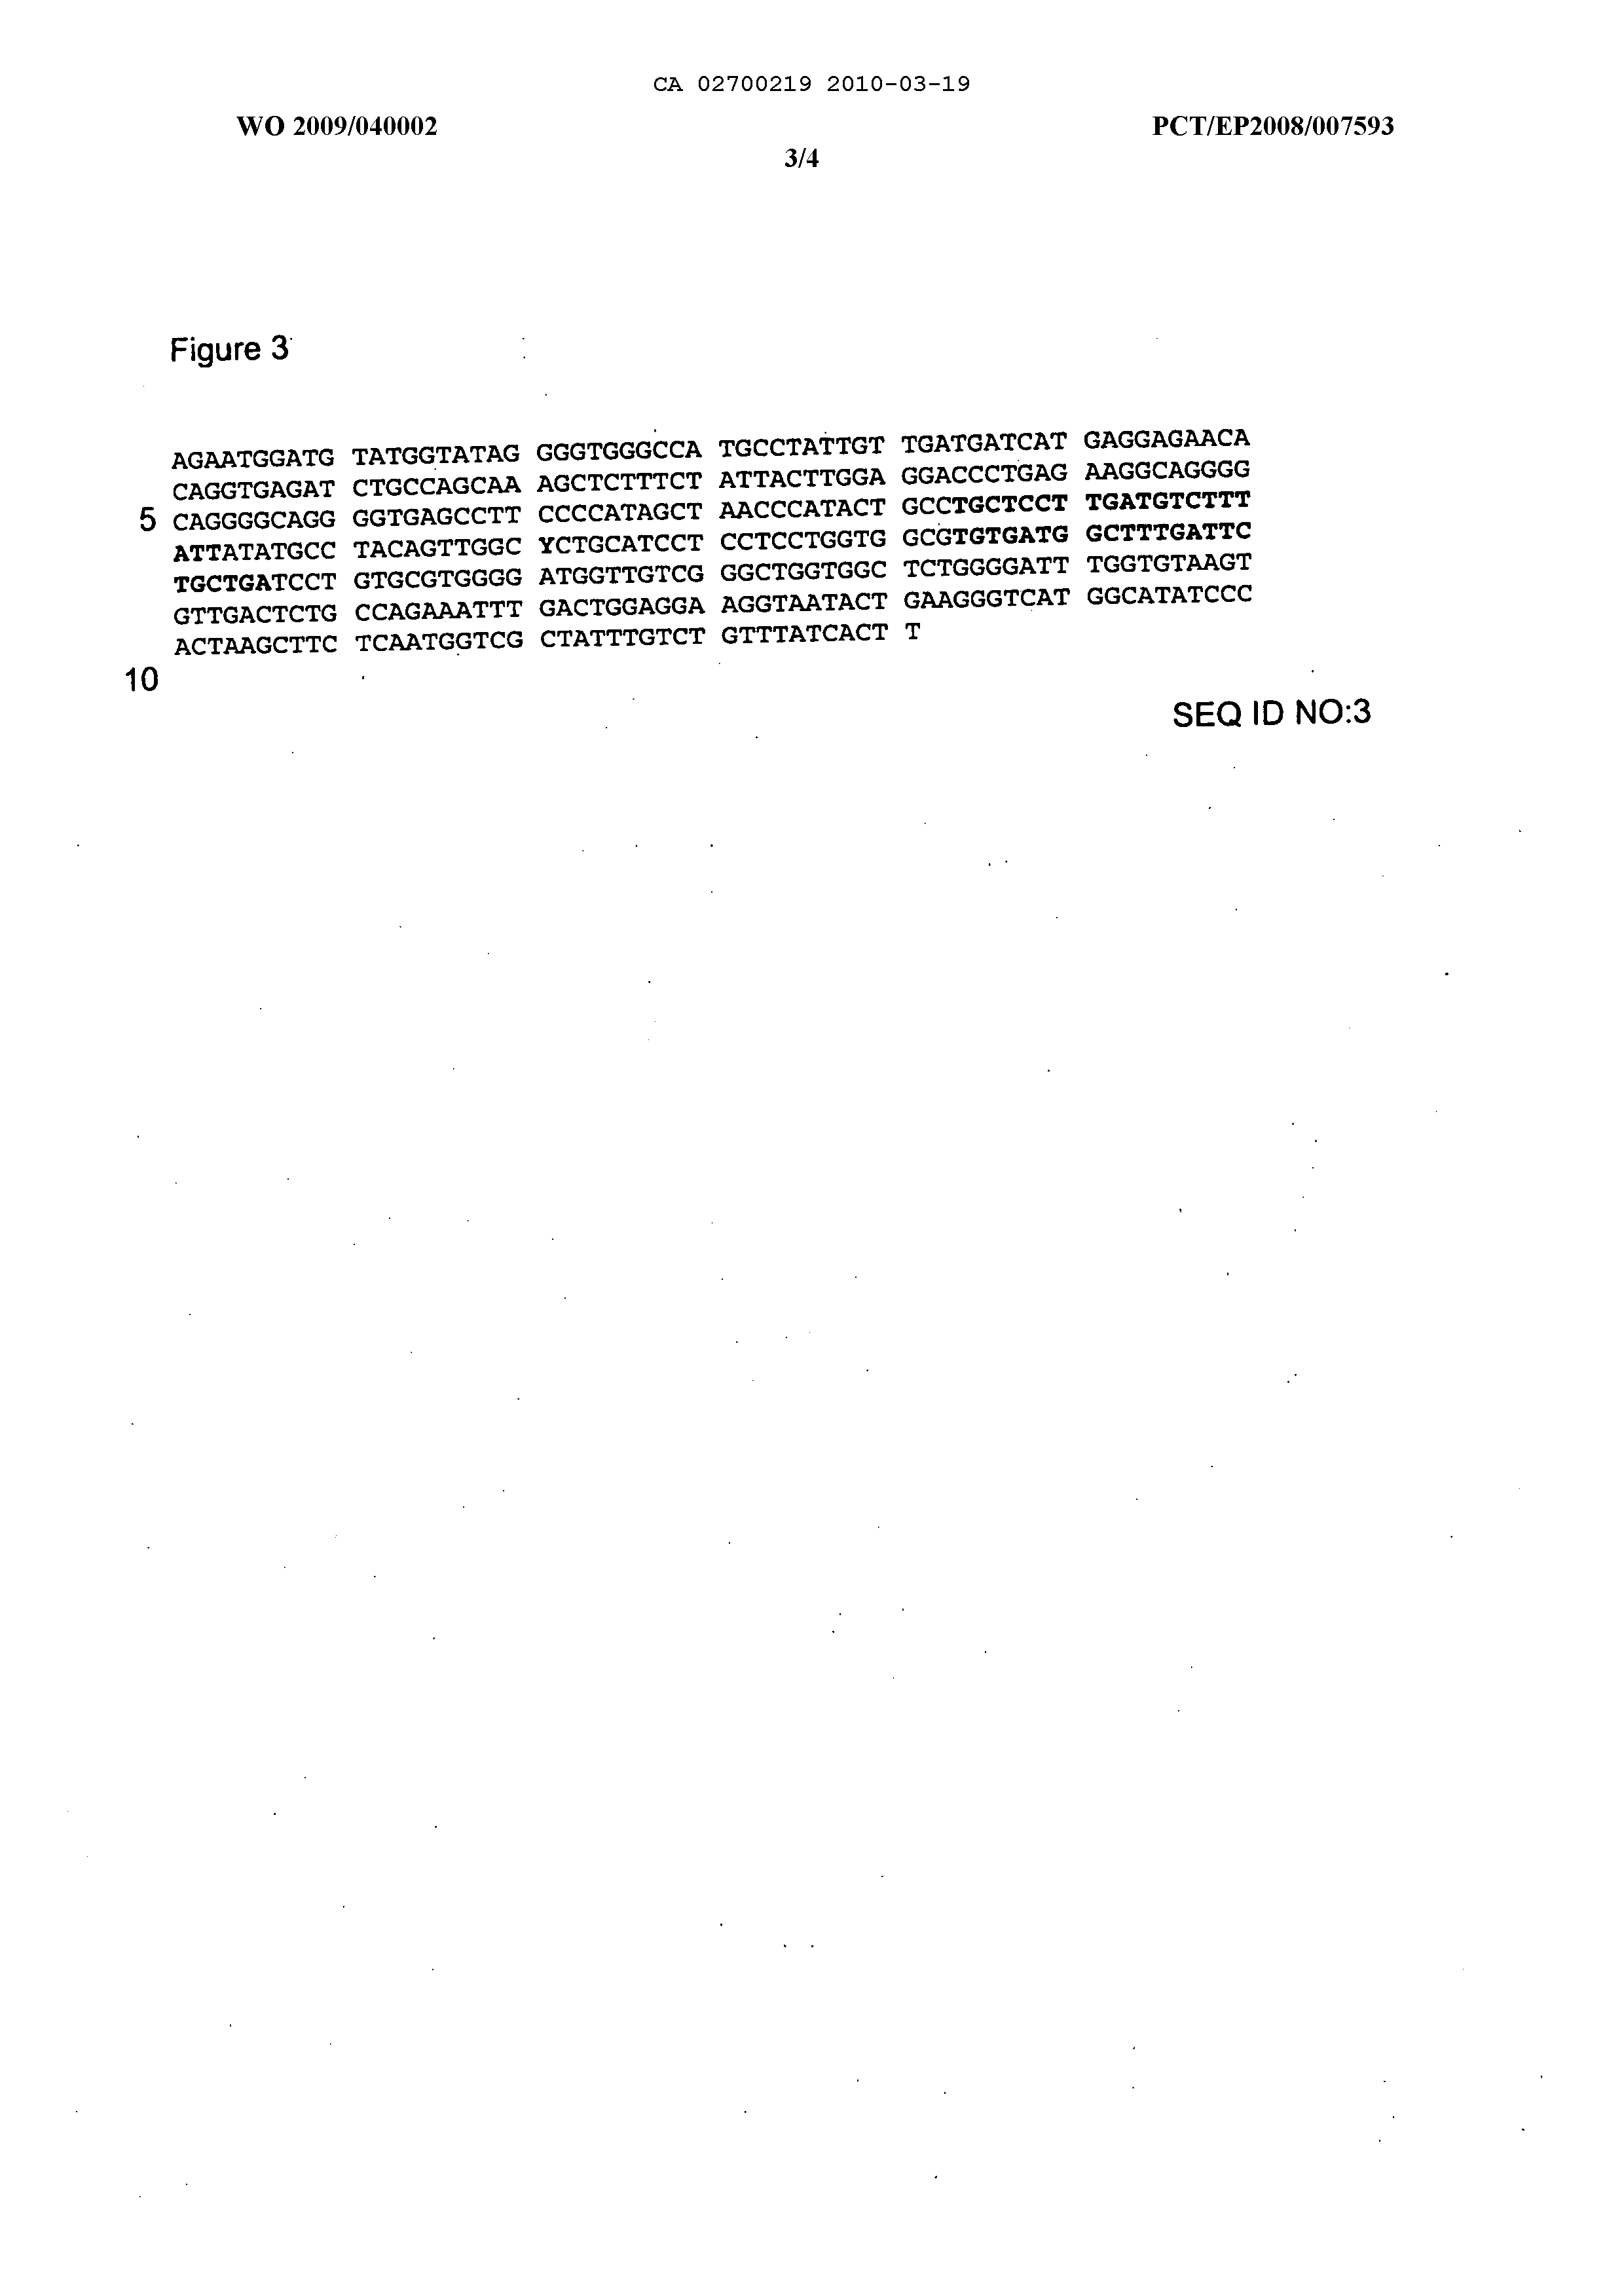 CA 02700219 2010-03-19
WO 2009/040002 PCT/EP2008/007593
3/4
Figure 3
AGAATGGATG TATGGTATAG GGGTGGGCCA TGCCTATTGT TGATGATCAT GAGGAGAACA
CAGGTGAGAT CTGCCAGCAA AGCTCTTTCT ATTACTTGGA GGACCCTGAG AAGGCAGGGG
5 CAGGGGCAGG GGTGAGCCTT CCCCATAGCT AACCCATACT GCCTGCTCCT TGATGTCTTT
ATTATATGCC TACAGTTGGC YCTGCATCCT CCTCCTGGTG GCGTGTGATG GCTTTGATTC
TGCTGATCCT GTGCGTGGGG ATGGTTGTCG GGCTGGTGGC TCTGGGGATT TGGTGTAAGT
GTTGACTCTG CCAGAAATTT GACTGGAGGA AGGTAATACT GAAGGGTCAT GGCATATCCC
ACTAAGCTTC TCAATGGTCG CTATTTGTCT GTTTATCACT T
10
SEQ ID NO:3